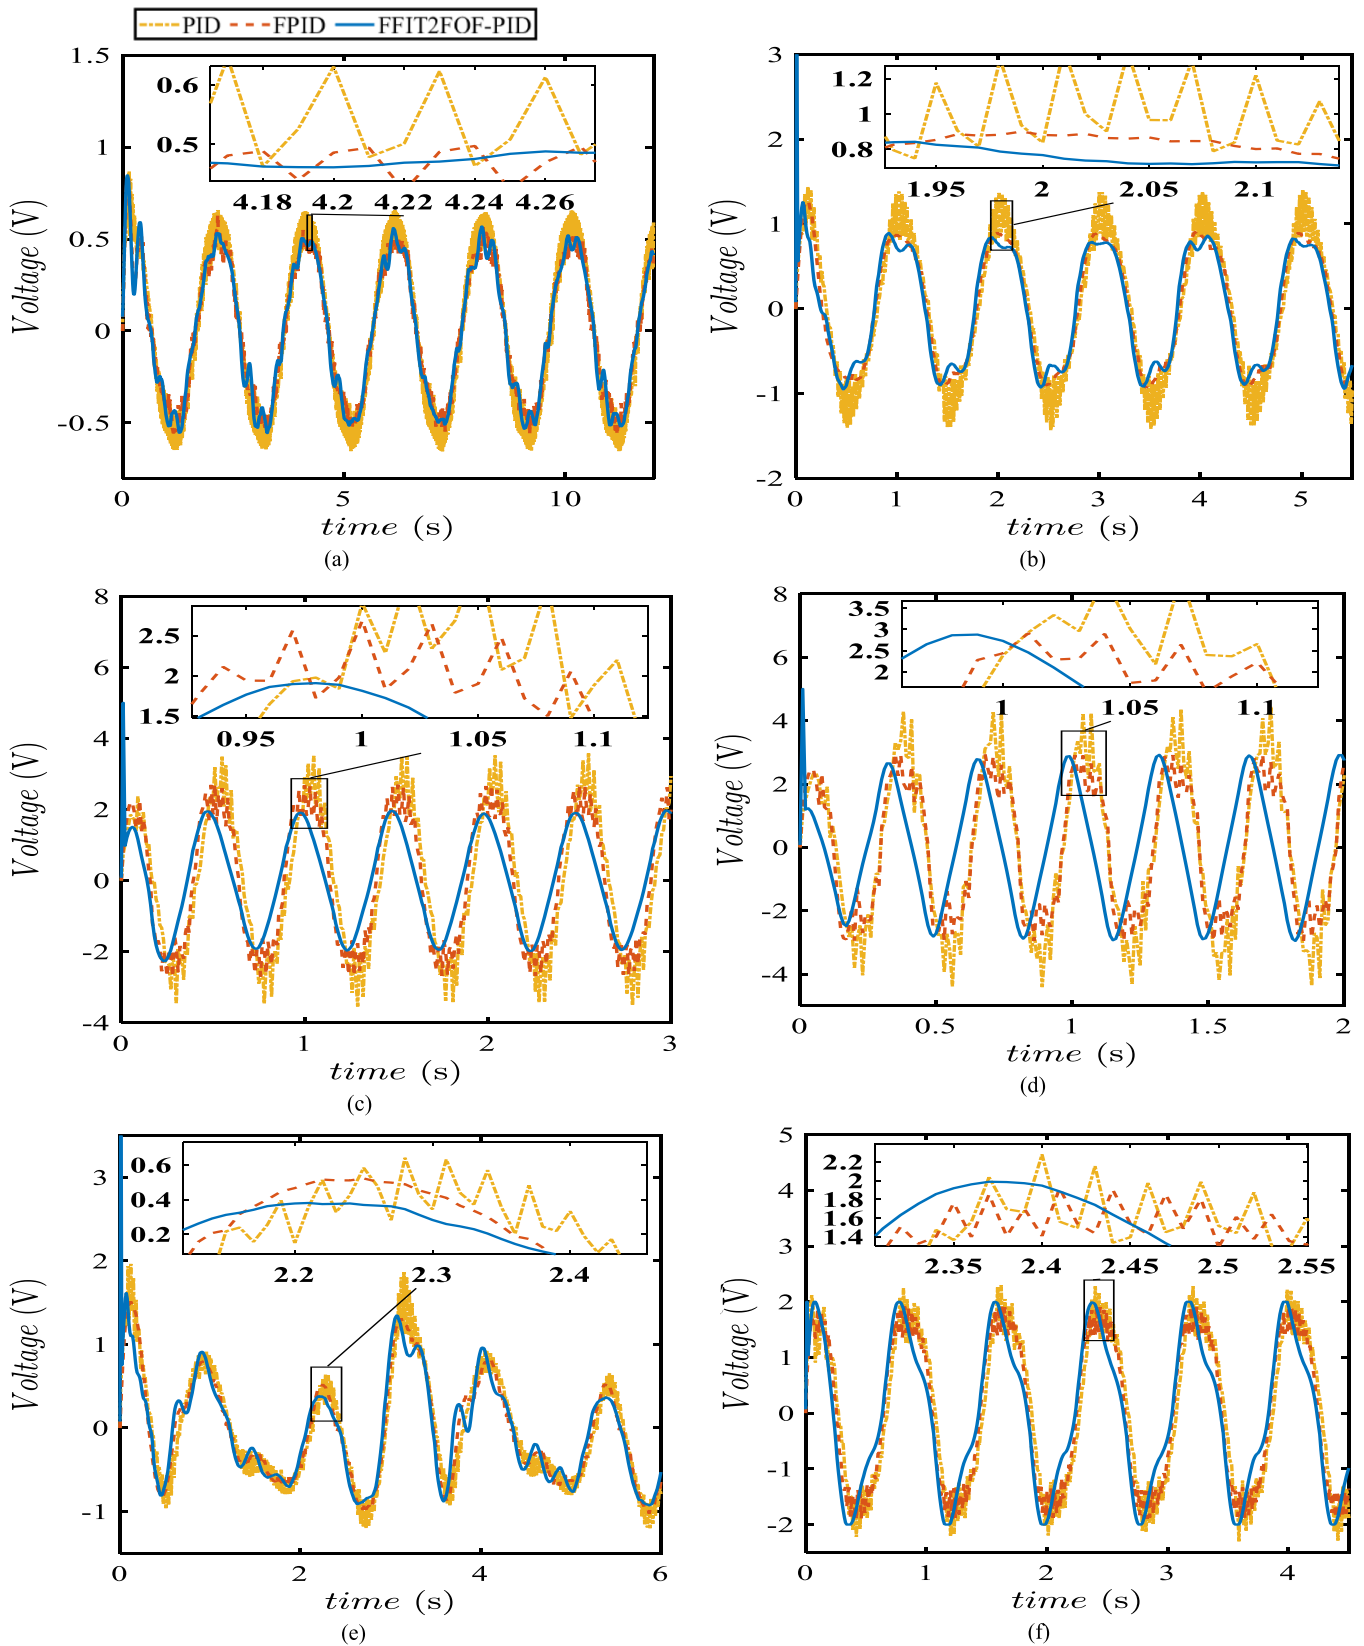 PID FPID FFIT2FOF-PID
1.5
1
0.5
0
-0.5
Voltage (V)
0.6
0.5
4.18 4.2 4.22 4.24 4.26
0 5 10
time (s)
(a)
3
2
1
0
-1
-2
Voltage (V)
1.2
1
0.8
1.95 2 2.05 2.1
0 1 2 3 4 5
time (s)
(b)
8
6
4
2
0
-2
-4
Voltage (V)
2.5
2
1.5
0.95 1 1.05 1.1
0 1 2 3
time (s)
(c)
8
6
4
2
0
-2
-4
Voltage (V)
3.5
3
2.5
2
1 1.05 1.1
0 0.5 1 1.5 2
time (s)
(d)
3
2
1
0
-1
Voltage (V)
0.6
0.4
0.2
2.2 2.3 2.4
0 2 4 6
time (s)
(e)
5
4
3
2
1
0
-1
-2
Voltage (V)
2.2
2
1.8
1.6
1.4
2.35 2.4 2.45 2.5 2.55
0 1 2 3 4
time (s)
(f)